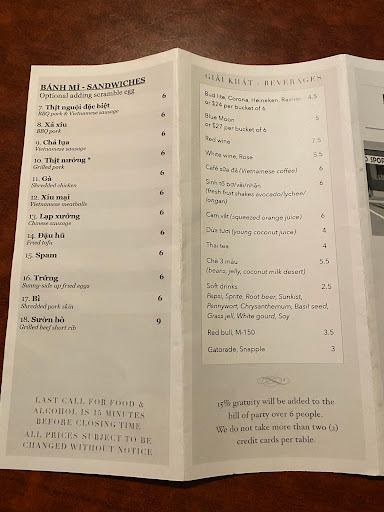 BÁNH MÌ - SANDWICHES
Optional adding scramble egg 6
7. Thịt nguội đặc biệt 6
BBQ pork & Vietnamese sausage
8. Xá xíu 6
BBQ pork
9. Chả lụa 6
Vietnamese sausage
10. Thịt nướng * 6
Grilled pork
11. Gà 6
Shredded chicken
12. Xíu mại 6
Vietnamese meatballs
13. Lạp xưởng 6
Chinese sausage
14. Đậu hũ 6
Fried tofu
15. Spam 6
16. Trứng 6
Sunny-side up fried eggs
17. Bì 6
Shredded pork skin
18. Sườn bò 9
Grilled beef short rib
LAST CALL FOR FOOD &
ALCOHOL IS 15 MINUTES
BEFORE CLOSING TIME
ALL PRICES SUBJECT TO BE
CHANGED WITHOUT NOTICE
GIẢI KHÁT - BEVERAGES
Bud lite, Corona, Heineken, Rainier 4.5
or $24 per bucket of 6
Blue Moon 5
or $27 per bucket of 6
Red wine 7.5
White wine, Rose 5.5
Café sữa đá (Vietnamese coffee) 6
Sinh tố bơ/vải/nhãn 6
(fresh fruit shakes avocado/lychee/
longan)
Cam vắt (squeezed orange juice) 6
Dừa tươi (young coconut juice) 4
Thai tea 4
Chè 3 màu 5.5
(beans, jelly, coconut milk desert)
Soft drinks 2.5
Pepsi, Sprite, Root beer, Sunkist,
Pennywort, Chrysanthemum, Basil seed,
Grass jell, White gourd, Soy
Red bull, M-150 3.5
Gatorade, Snapple 3
15% gratuity will be added to the
bill of party over 6 people.
We do not take more than two (2)
credit cards per table.